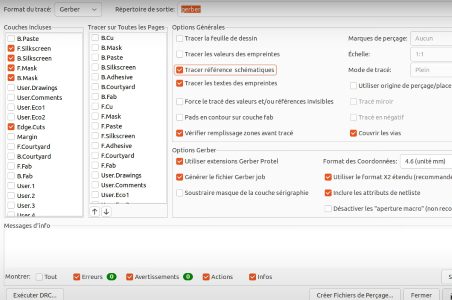 Format du tracé: Gerber Répertoire de sortie: gerber
Couches Incluses
B.Paste
F.Silkscreen
B.Silkscreen
F.Mask
B.Mask
User.Drawings
User.Comments
User.Eco1
User.Eco2
Edge.Cuts
Margin
F.Courtyard
B.Courtyard
F.Fab
B.Fab
User.1
User.2
User.3
User.4
Tracer sur Toutes les Pages
B.Cu
B.Mask
B.Paste
B.Silkscreen
B.Adhesive
B.Courtyard
B.Fab
F.Cu
F.Mask
F.Paste
F.Silkscreen
F.Adhesive
F.Courtyard
F.Fab
User.Drawings
User.Comments
User.Eco1
Options Générales
Tracer la feuille de dessin
Tracer les valeurs des empreintes
Tracer référence schématiques
Tracer les textes des empreintes
Force le tracé des valeurs et/ou références invisibles
Pads en contour sur couche fab
Vérifier remplissage zones avant tracé
Marques de perçage: Aucun
Échelle: 1:1
Mode de tracé: Plein
Utiliser origine de perçage/place
Tracé miroir
Tracé en négatif
Couvrir les vias
Options Gerber
Utiliser extensions Gerber Protel
Générer le fichier Gerber job
Soustraire masque de la couche sérigraphie
Format des Coordonnées: 4.6 (unité mm)
Utiliser le format X2 étendu (recommandé
Inclure les attributs de netliste
Désactiver les "aperture macro" (non reco
Messages d'info
Montrer: Tout Erreurs 0 Avertissements 0 Actions Infos
Exécuter DRC... Créer Fichiers de Perçage... Fermer